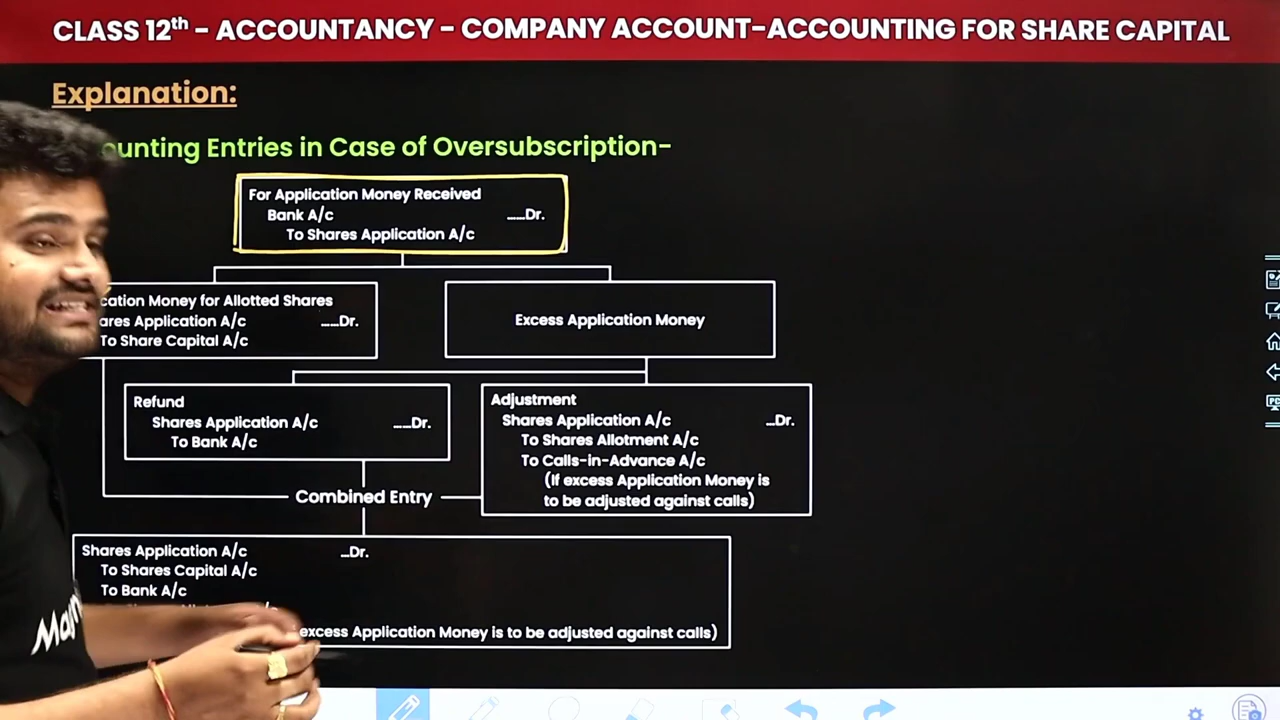 CLASS 12th - ACCOUNTANCY - COMPANY ACCOUNT-ACCOUNTING FOR SHARE CAPITAL
Explanation:
ounting Entries in Case of Oversubscription-
For Application Money Received
Bank A/c ......Dr.
To Shares Application A/c
cation Money for Allotted Shares
ares Application A/c ......Dr.
To Share Capital A/c
Excess Application Money
Refund
Shares Application A/c ......Dr.
To Bank A/c
Adjustment
Shares Application A/c ...Dr.
To Shares Allotment A/c
To Calls-in-Advance A/c
(If excess Application Money is
to be adjusted against calls)
Combined Entry
Shares Application A/c ...Dr.
To Shares Capital A/c
To Bank A/c
excess Application Money is to be adjusted against calls)